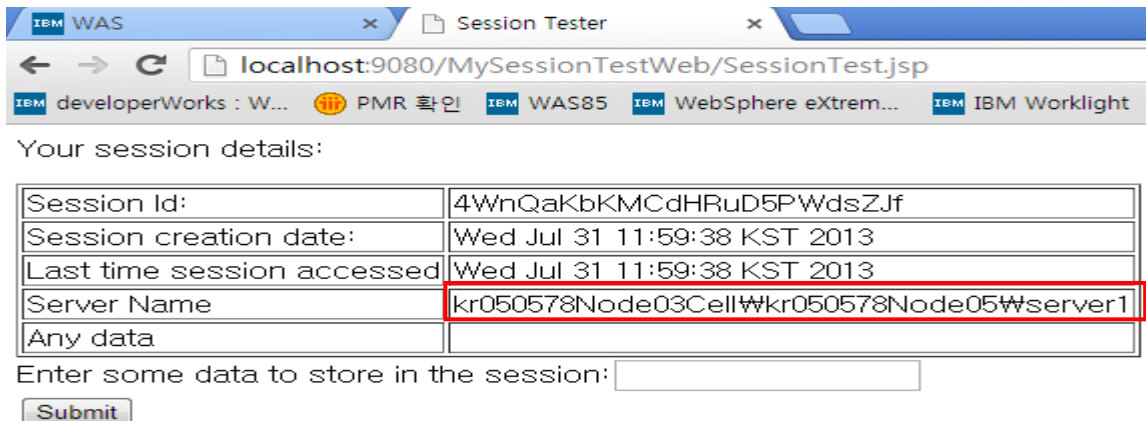 IBM WAS Session Tester
localhost:9080/MySessionTestWeb/SessionTest.jsp
IBM developerWorks : W... PMR 확인 IBM WAS85 IBM WebSphere eXtrem... IBM IBM Worklight
Your session details:
Session Id: 4WnQaKbKMCdHRuD5PWdsZJf
Session creation date: Wed Jul 31 11:59:38 KST 2013
Last time session accessed Wed Jul 31 11:59:38 KST 2013
Server Name kr050578Node03Cell₩kr050578Node05₩server1
Any data
Enter some data to store in the session:
Submit